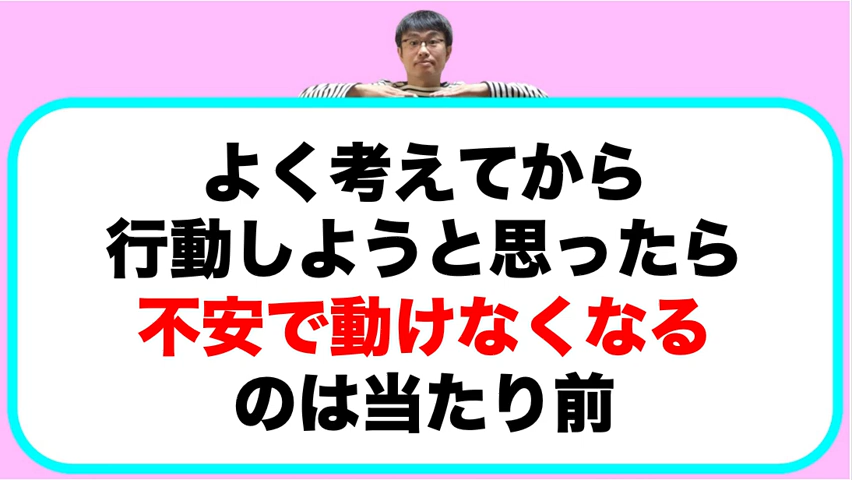 よく考えてから
行動しようと思ったら
不安で動けなくなる
のは当たり前